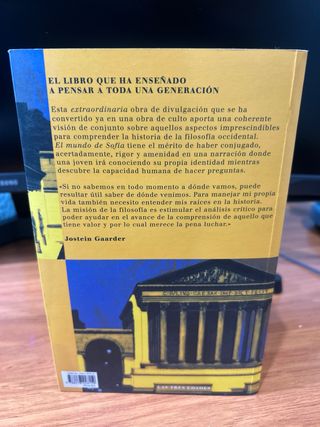 EL LIBRO QUE HA ENSEÑADO
A PENSAR A TODA UNA GENERACIÓN
Esta extraordinaria obra de divulgación que se ha
convertido ya en una obra de culto aporta una coherente
visión de conjunto sobre aquellos aspectos imprescindibles
para comprender la historia de la filosofía occidental.
El mundo de Sofía tiene el mérito de haber conjugado,
acertadamente, rigor y amenidad en una narración donde
una joven irá conociendo su propia identidad mientras
descubre la capacidad humana de hacer preguntas.
«Si no sabemos en todo momento a dónde vamos, puede
resultar útil saber de dónde venimos. Para manejar mi propia
vida también necesito entender mis raíces en la historia.
La misión de la filosofía es estimular el análisis crítico para
poder ayudar en el avance de la comprensión de aquello que
tiene valor y por lo cual merece la pena luchar.»
Jostein Gaarder
LAS TRES EDADES